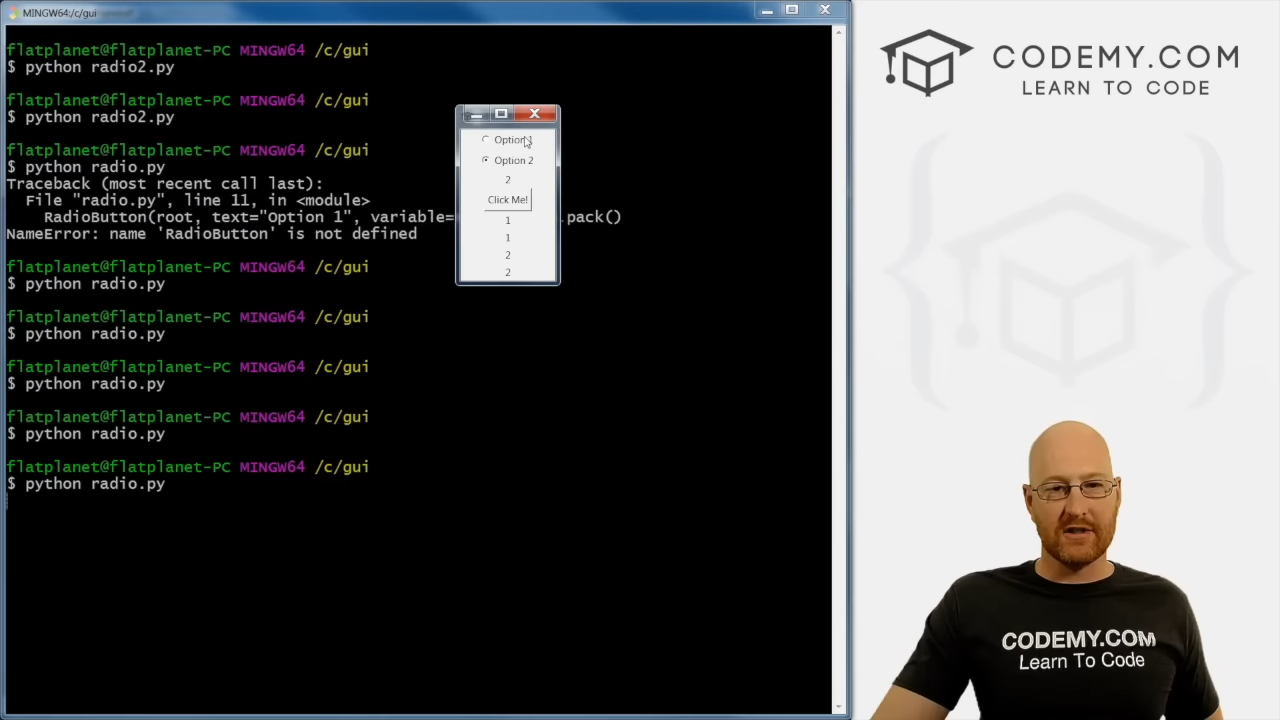 MINGW64:/c/gui
flatplanet@flatplanet-PC MINGW64 /c/gui
$ python radio2.py
flatplanet@flatplanet-PC MINGW64 /c/gui
$ python radio2.py
flatplanet@flatplanet-PC MINGW64 /c/gui
$ python radio.py
Traceback (most recent call last):
File "radio.py", line 11, in <module>
RadioButton(root, text="Option 1", variable= .pack()
NameError: name 'RadioButton' is not defined
flatplanet@flatplanet-PC MINGW64 /c/gui
$ python radio.py
flatplanet@flatplanet-PC MINGW64 /c/gui
$ python radio.py
flatplanet@flatplanet-PC MINGW64 /c/gui
$ python radio.py
flatplanet@flatplanet-PC MINGW64 /c/gui
$ python radio.py
flatplanet@flatplanet-PC MINGW64 /c/gui
$ python radio.py
Option 1
Option 2
2
Click Me!
1
1
2
2
CODEMY.COM
LEARN TO CODE
CODEMY.COM
Learn To Code